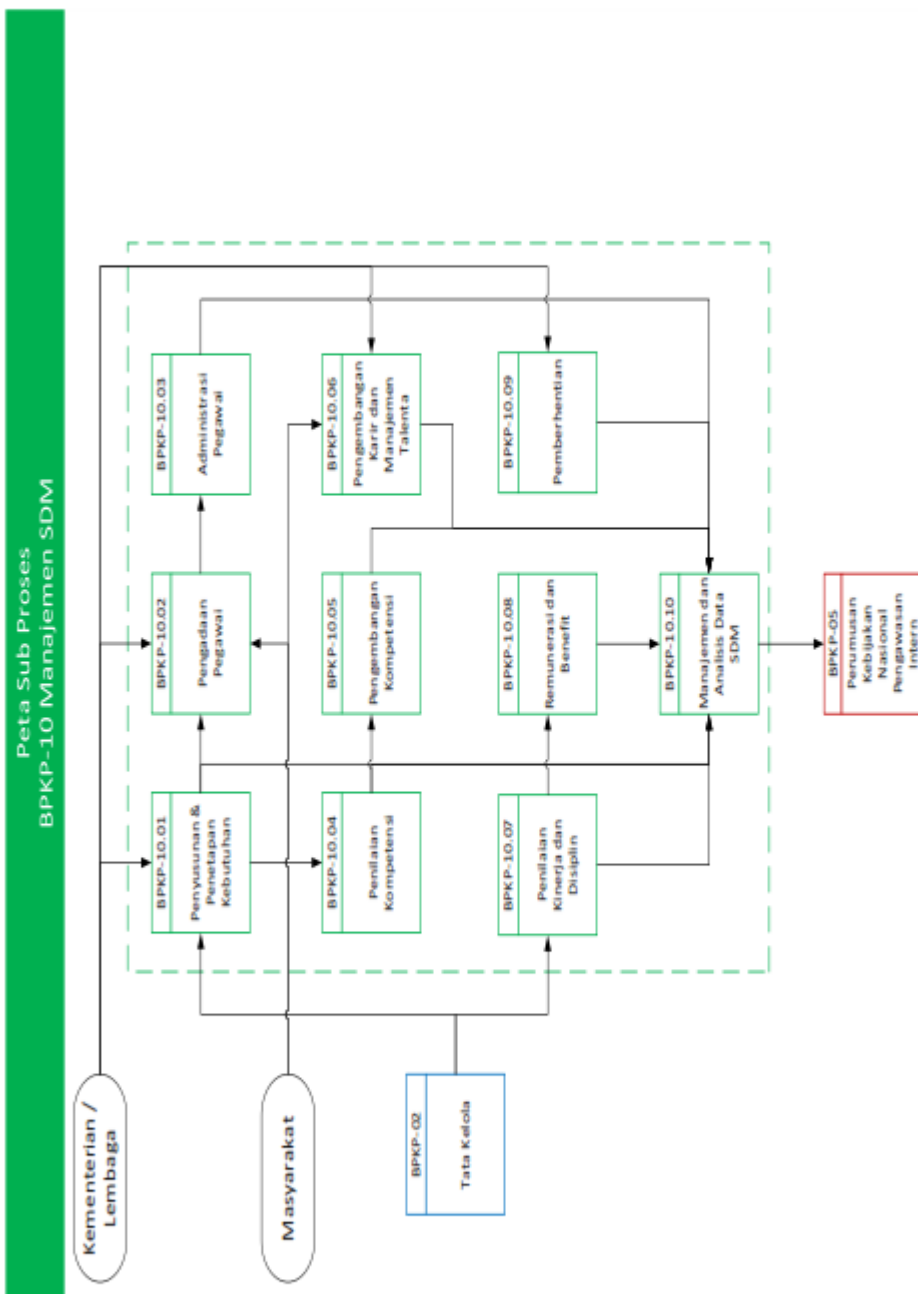 Peta Sub Proses
BPKP-10 Manajemen SDM
Kementerian /
Lembaga
Masyarakat
BPKP-02
Tata Kelola
BPKP-10.01
Penyusunan &
Penetapan
Kebutuhan
BPKP-10.02
Pengadaan
Pegawai
BPKP-10.03
Administrasi
Pegawai
BPKP-10.04
Penilaian
Kompetensi
BPKP-10.05
Pengembangan
Kompetensi
BPKP-10.06
Pengembangan
Karir dan
Manajemen
Talenta
BPKP-10.07
Penilaian
Kinerja dan
Disiplin
BPKP-10.08
Remunerasi dan
Benefit
BPKP-10.09
Pemberhentian
BPKP-10.10
Manajemen dan
Analisis Data
SDM
BPKP-05
Perumusan
Kebijakan
Nasional
Pengawasan
Intern